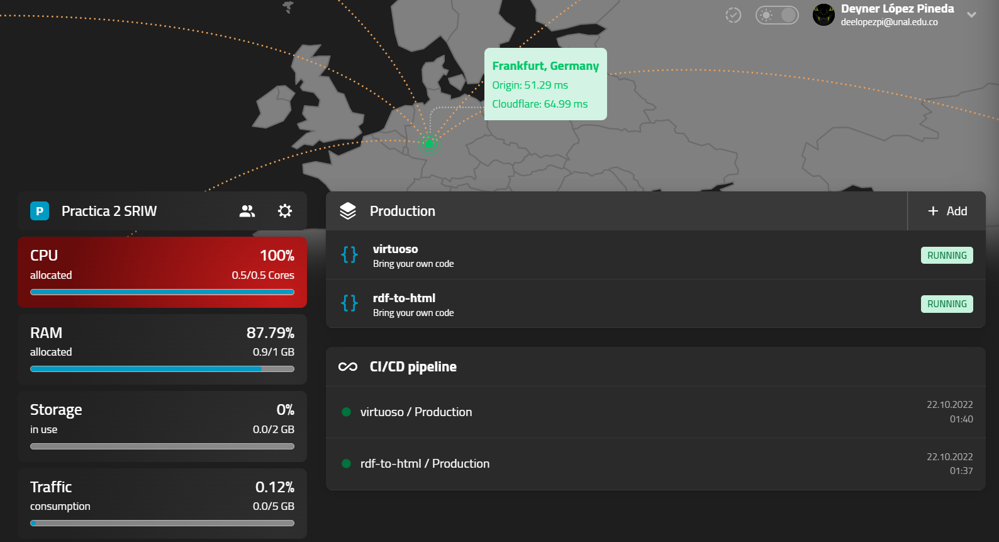 Deyner López Pineda
deelopezpi@unal.edu.co
Frankfurt, Germany
Origin: 51.29 ms
Cloudflare: 64.99 ms
P Practica 2 SRIW
CPU 100%
allocated 0.5/0.5 Cores
RAM 87.79%
allocated 0.9/1 GB
Storage 0%
in use 0.0/2 GB
Traffic 0.12%
consumption 0.0/5 GB
Production + Add
{} virtuoso
Bring your own code
RUNNING
{} rdf-to-html
Bring your own code
RUNNING
CI/CD pipeline
virtuoso / Production
22.10.2022
01:40
rdf-to-html / Production
22.10.2022
01:37